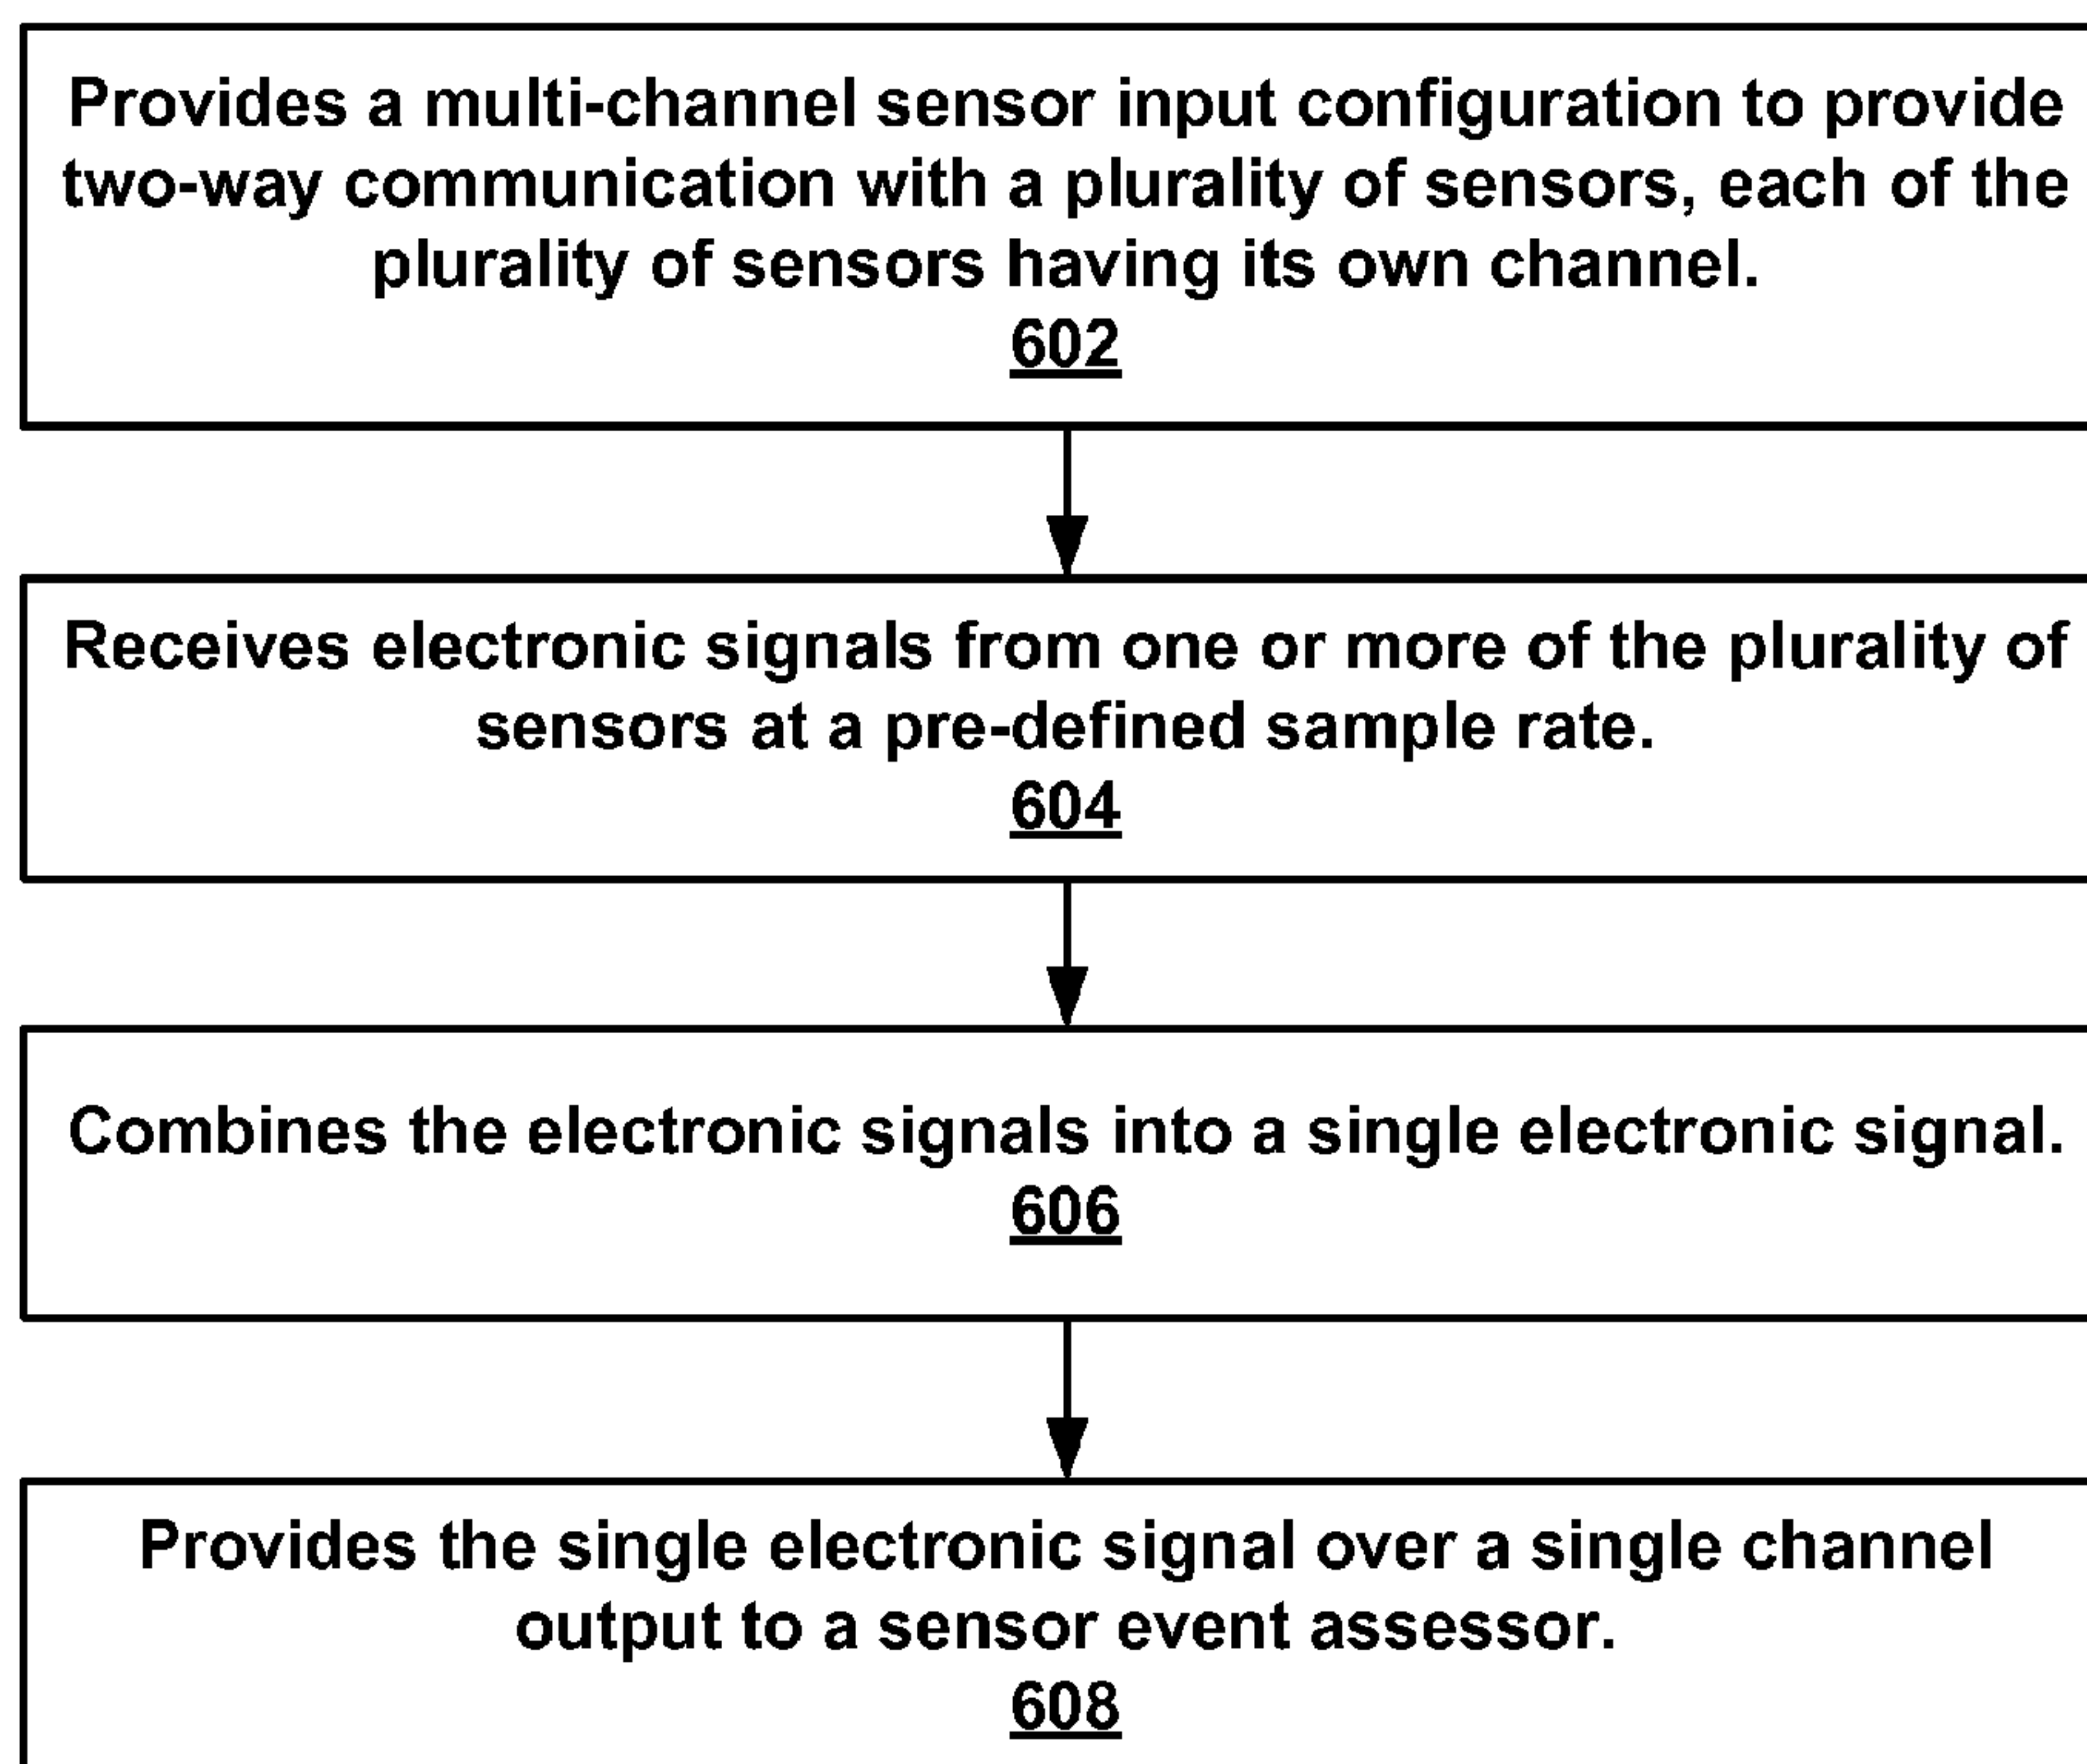 Provides a multi-channel sensor input configuration to provide
two-way communication with a plurality of sensors, each of the
plurality of sensors having its own channel.
602
Receives electronic signals from one or more of the plurality of
sensors at a pre-defined sample rate.
604
Combines the electronic signals into a single electronic signal.
606
Provides the single electronic signal over a single channel
output to a sensor event assessor.
608